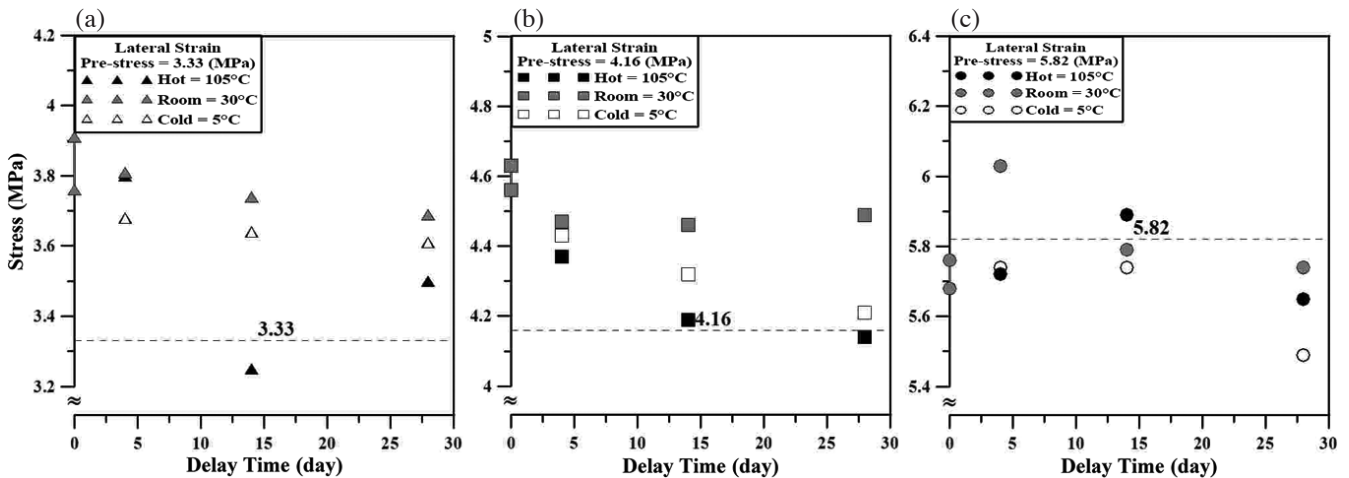 (a)
Lateral Strain
Pre-stress = 3.33 (MPa)
Hot = 105°C
Room = 30°C
Cold = 5°C
4.2
4
3.8
3.6
3.4
3.2
≈
Stress (MPa)
3.33
0 5 10 15 20 25 30
Delay Time (day)
(b)
Lateral Strain
Pre-stress = 4.16 (MPa)
Hot = 105°C
Room = 30°C
Cold = 5°C
5
4.8
4.6
4.4
4.2
4
≈
4.16
0 5 10 15 20 25 30
Delay Time (day)
(c)
Lateral Strain
Pre-stress = 5.82 (MPa)
Hot = 105°C
Room = 30°C
Cold = 5°C
6.4
6.2
6
5.8
5.6
5.4
≈
5.82
0 5 10 15 20 25 30
Delay Time (day)